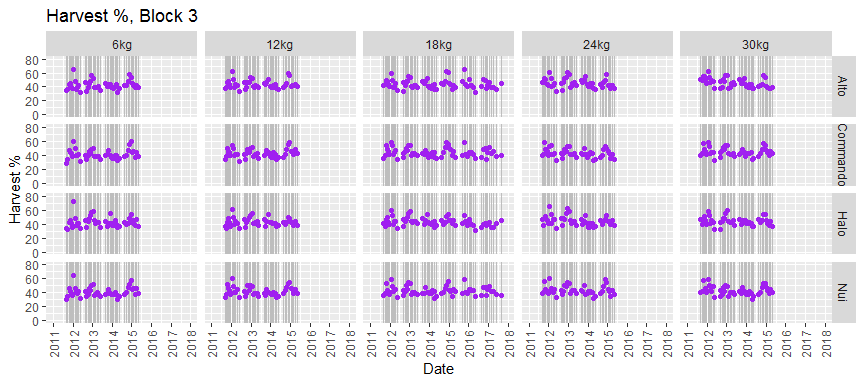 Harvest %, Block 3
6kg 12kg 18kg 24kg 30kg
80 60 40 20 0 Alto
80 60 40 20 0 Commando
80 60 40 20 0 Halo
80 60 40 20 0 Nui
Harvest %
2011 2012 2013 2014 2015 2016 2017 2018 2011 2012 2013 2014 2015 2016 2017 2018 2011 2012 2013 2014 2015 2016 2017 2018 2011 2012 2013 2014 2015 2016 2017 2018 2011 2012 2013 2014 2015 2016 2017 2018
Date